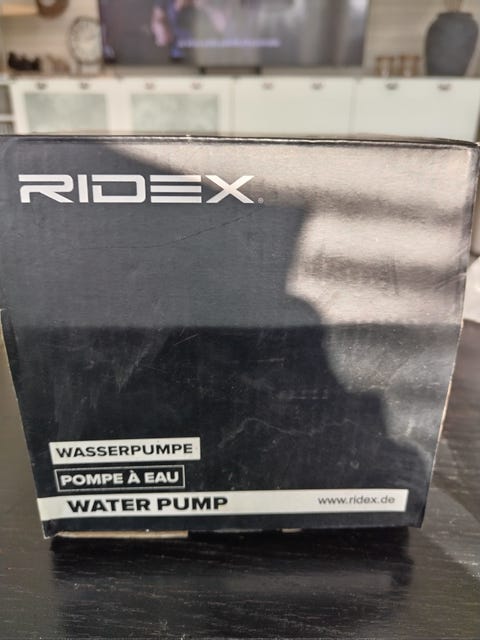 RIDEX®
WASSERPUMPE
POMPE À EAU
WATER PUMP www.ridex.de